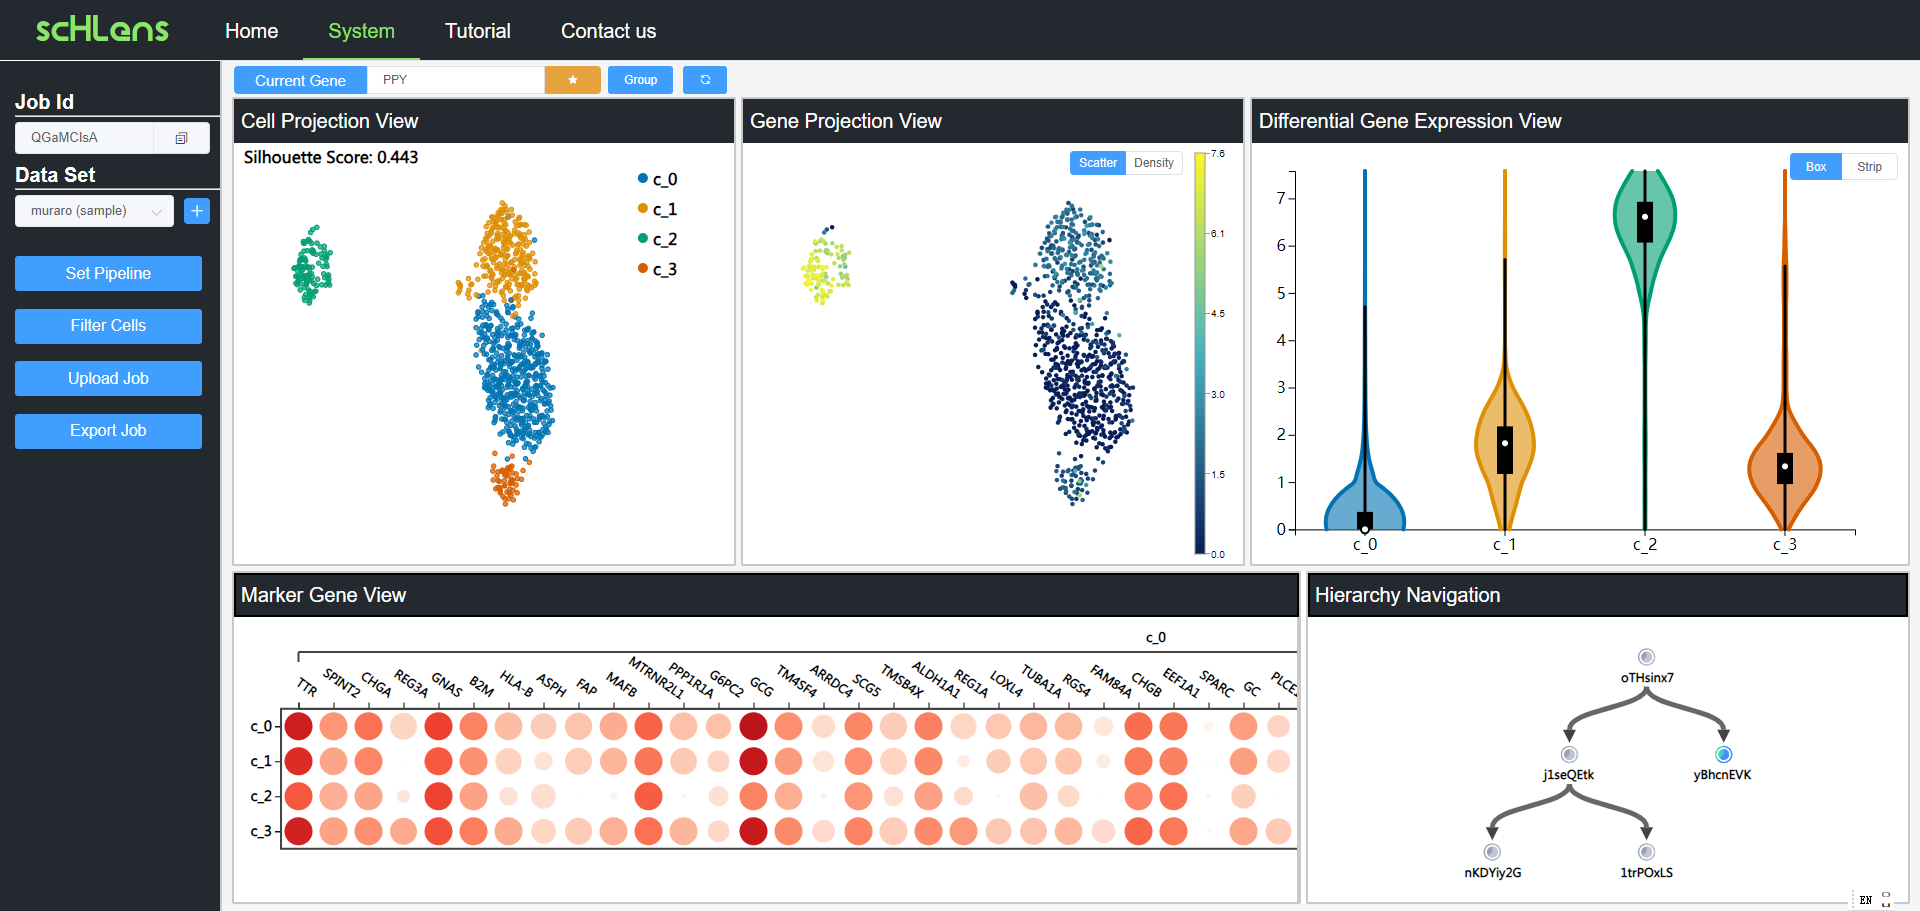 scHLens
Home
System
Tutorial
Contact us
Job Id
QGaMCIsA
Data Set
muraro (sample)
+
Set Pipeline
Filter Cells
Upload Job
Export Job
Current Gene
PPY
Group
Cell Projection View
Silhouette Score: 0.443
c_0
c_1
c_2
c_3
Gene Projection View
Scatter
Density
7.6
6.1
4.5
3.0
1.5
0.0
Differential Gene Expression View
Box
Strip
7
6
5
4
3
2
1
0
c_0
c_1
c_2
c_3
Marker Gene View
c_0
TTR
SPINT2
CHGA
REG3A
GNAS
B2M
HLA-B
ASPH
FAP
MAFB
MTRNR2L1
PPP1R1A
G6PC2
GCG
TM4SF4
ARRDC4
SCG5
TMSB4X
ALDH1A1
REG1A
LOXL4
TUBA1A
RGS4
FAM84A
CHGB
EEF1A1
SPARC
GC
c_0
c_1
c_2
c_3
Hierarchy Navigation
oTHsinx7
j1seQEtk
yBhcnEVK
nKDYiy2G
1trPOxLS
EN